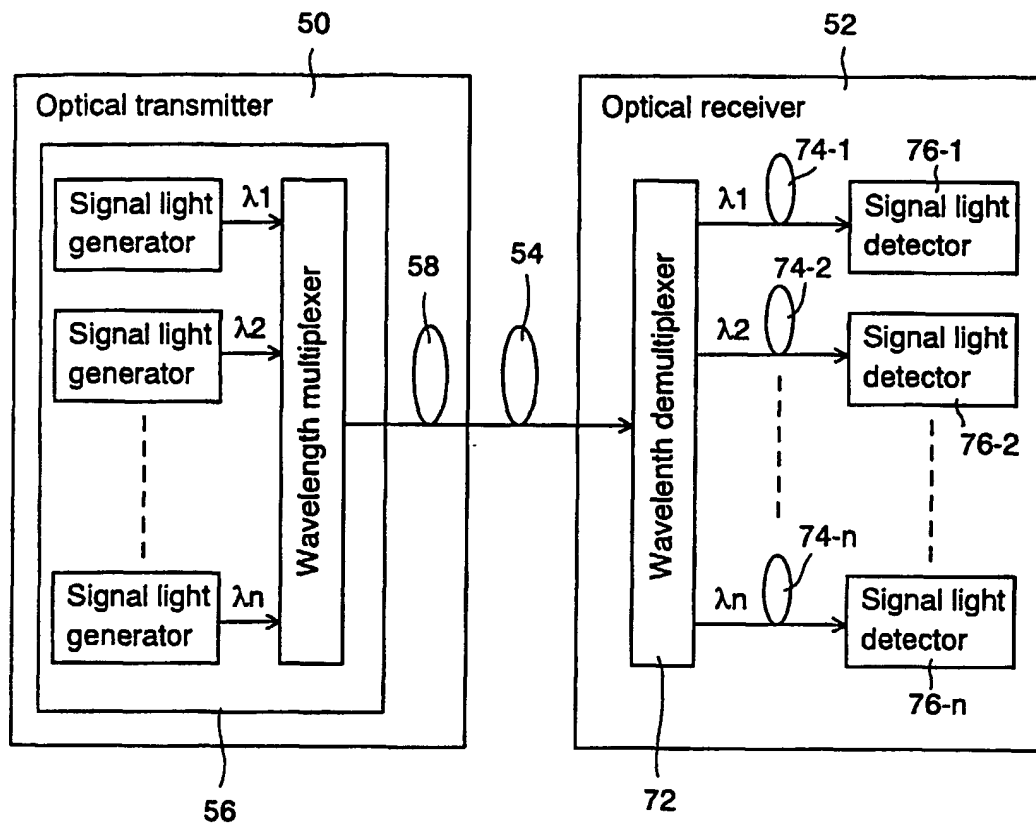 50
52
Optical transmitter
Optical receiver
74-1
76-1
Signal light
generator
λ1
λ1
Signal light
detector
58
54
74-2
Signal light
generator
λ2
Wavelength multiplexer
Wavelenth demultiplexer
λ2
Signal light
detector
76-2
74-n
Signal light
generator
λn
λn
Signal light
detector
76-n
56
72